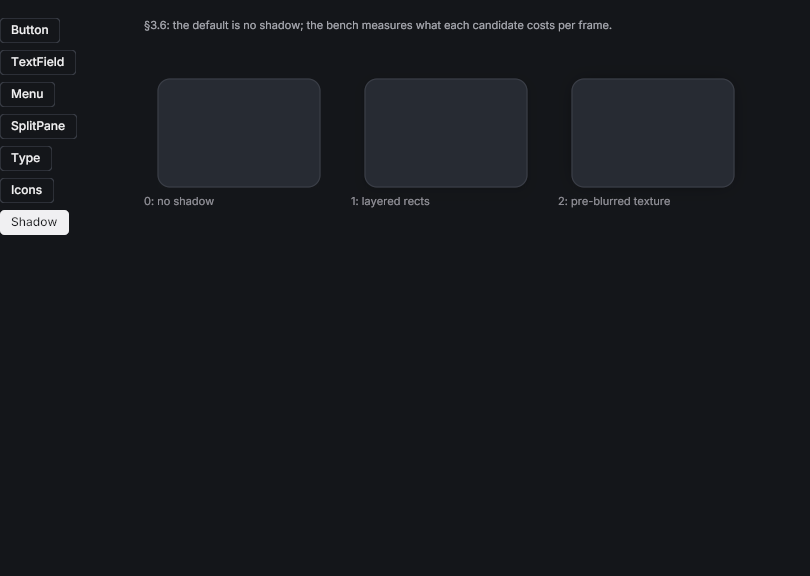 Button
TextField
Menu
SplitPane
Type
Icons
Shadow
§3.6: the default is no shadow; the bench measures what each candidate costs per frame.
0: no shadow
1: layered rects
2: pre-blurred texture